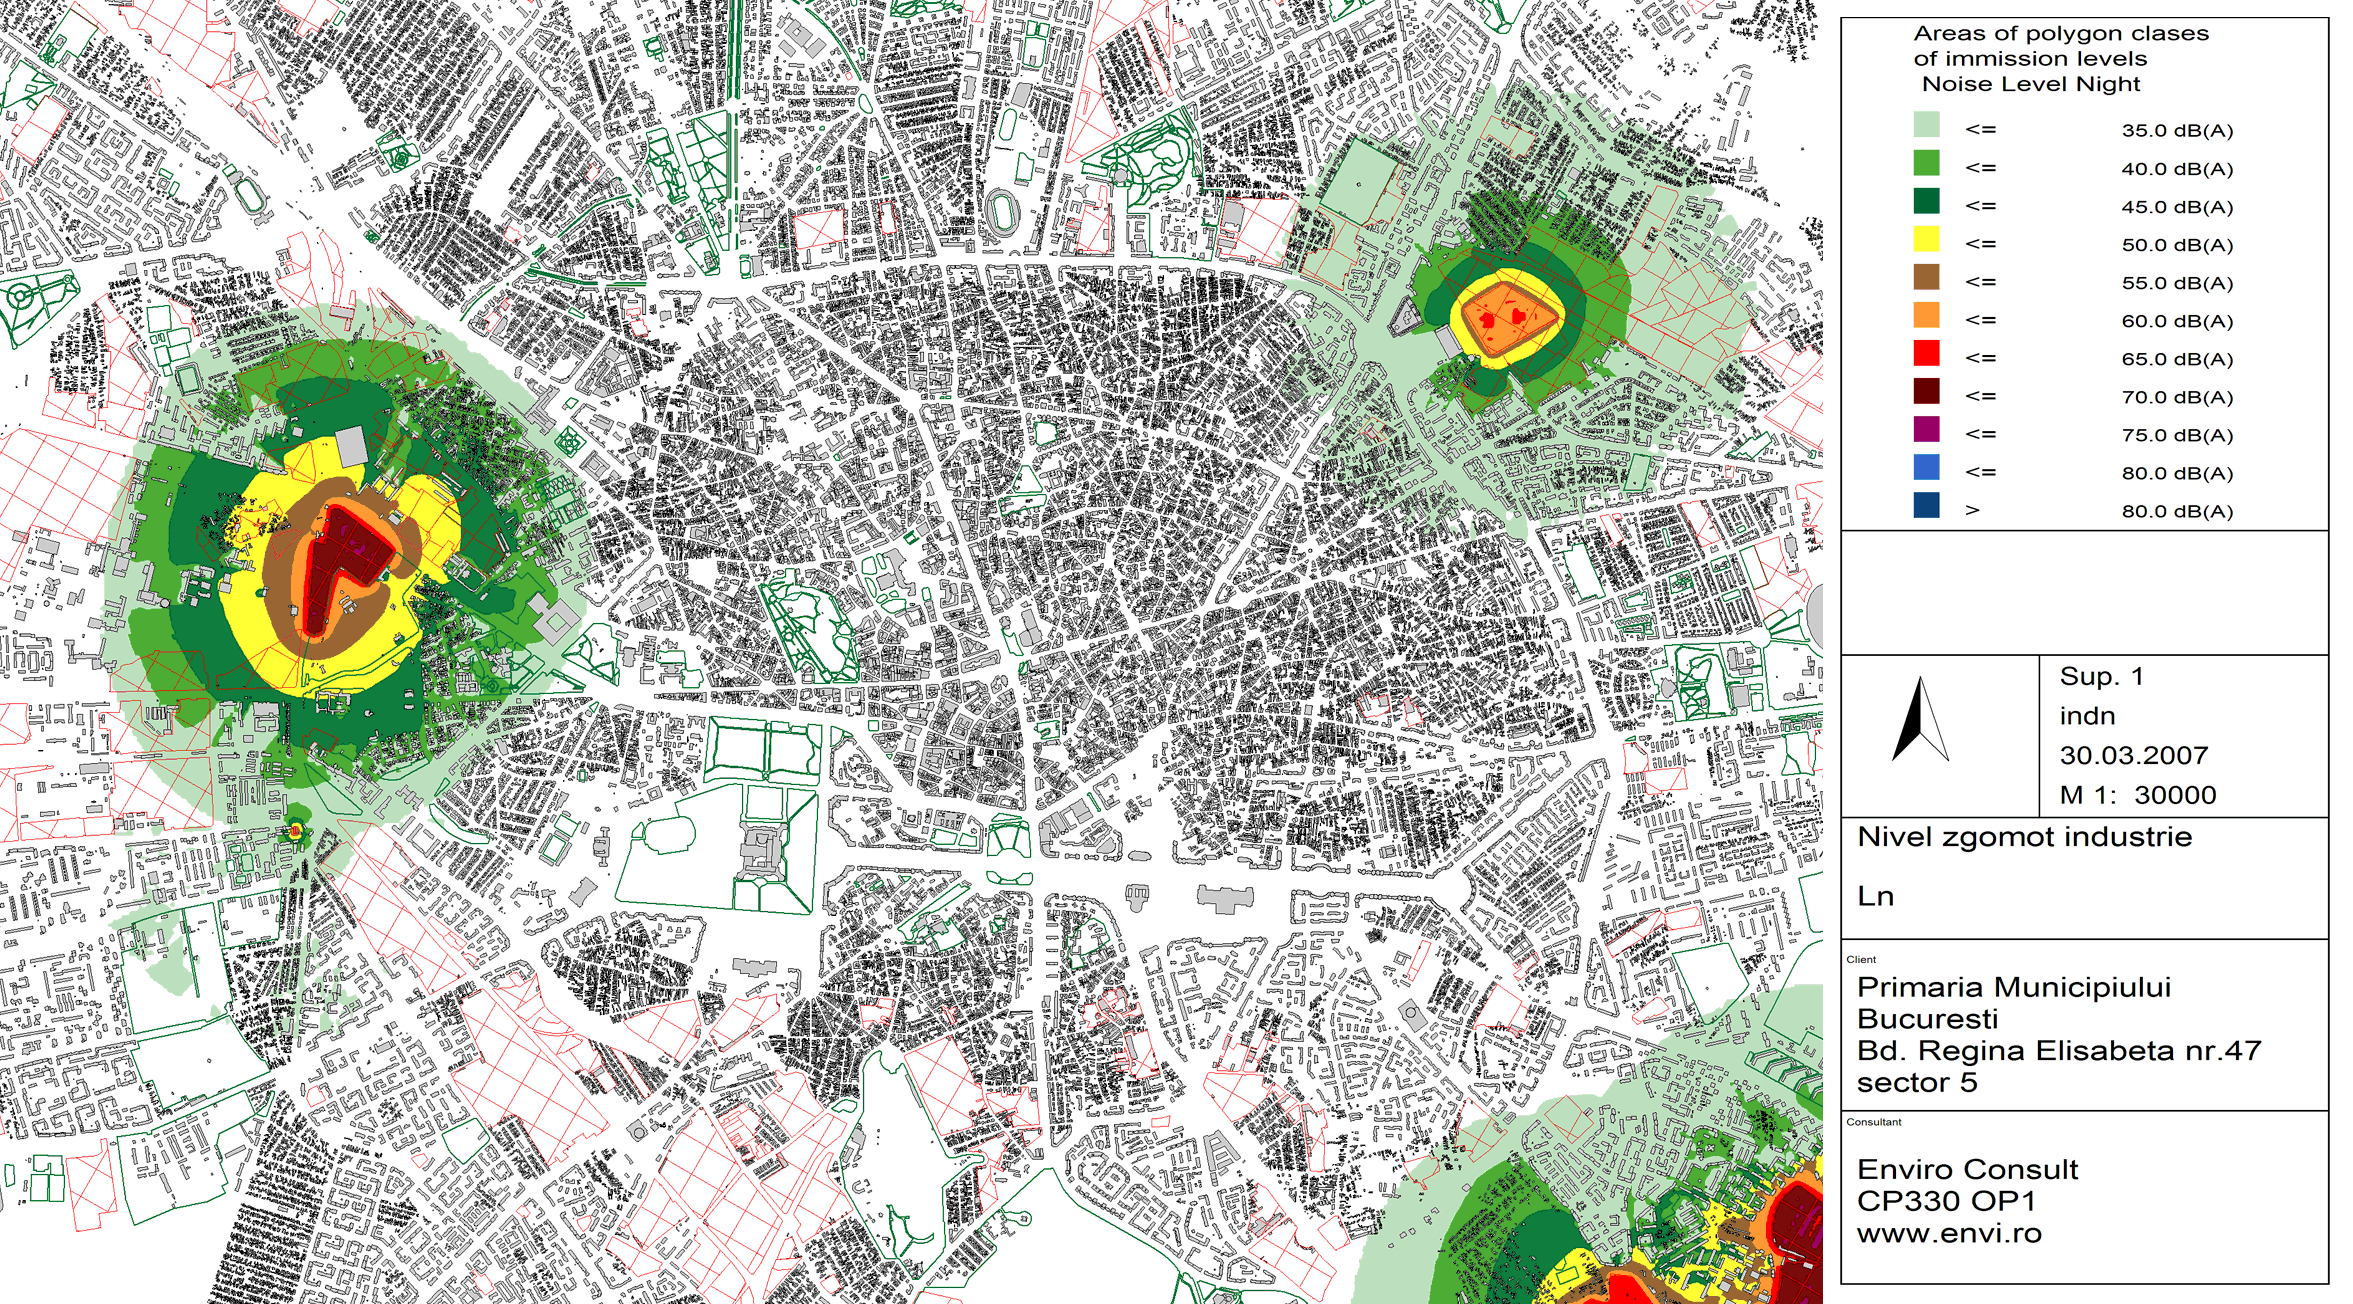 Areas of polygon clases
of immission levels
Noise Level Night
<= 35.0 dB(A)
<= 40.0 dB(A)
<= 45.0 dB(A)
<= 50.0 dB(A)
<= 55.0 dB(A)
<= 60.0 dB(A)
<= 65.0 dB(A)
<= 70.0 dB(A)
<= 75.0 dB(A)
<= 80.0 dB(A)
> 80.0 dB(A)
Sup. 1
indn
30.03.2007
M 1: 30000
Nivel zgomot industrie
Ln
Client
Primaria Municipiului
Bucuresti
Bd. Regina Elisabeta nr.47
sector 5
Consultant
Enviro Consult
CP330 OP1
www.envi.ro